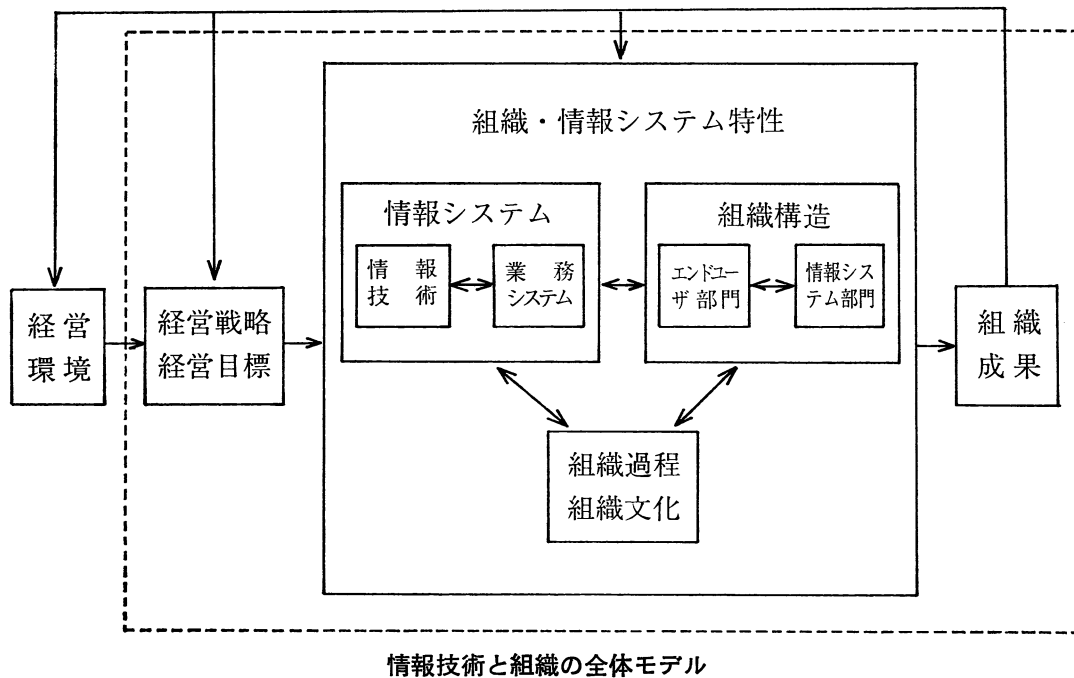 組織・情報システム特性
情報システム
組織構造
情報
技術
業務
システム
エンドユー
ザ部門
情報シス
テム部門
経営
環境
経営戦略
経営目標
組織
成果
組織過程
組織文化
情報技術と組織の全体モデル